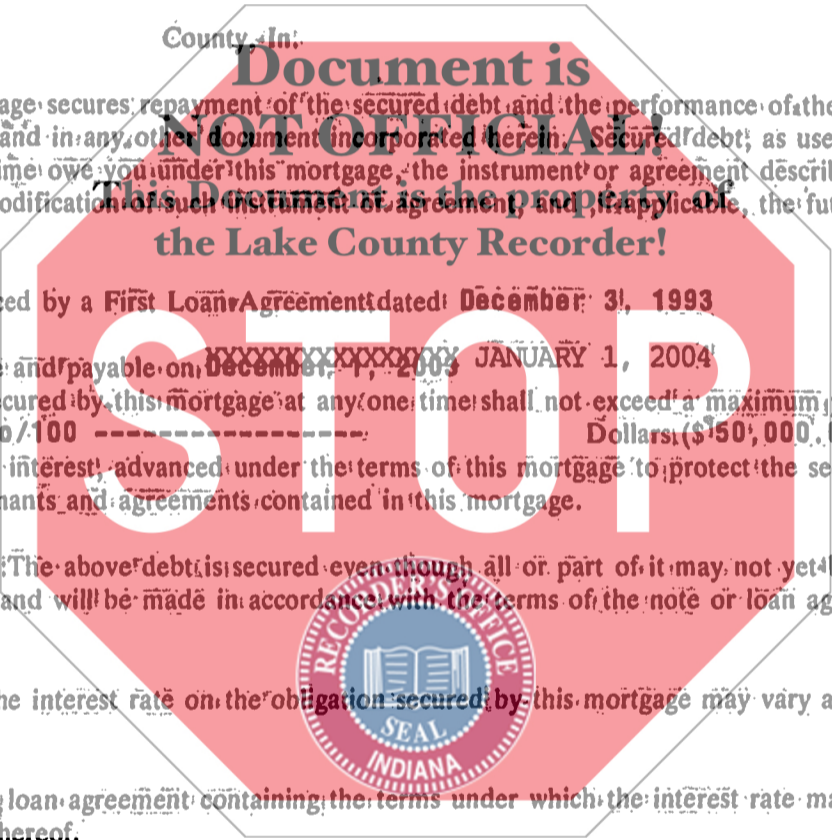 County, In
Document is
age secures repayment of the secured debt and the performance of the
NOT OFFICIAL!
and in any other document incorporated herein. Secured debt, as use
ime owe you under this mortgage, the instrument or agreement descri
This Document is the property of
odification of such instrument or agreement, and, if applicable, the fut
the Lake County Recorder!
ced by a First Loan Agreement dated December 3, 1993
and payable on December 1, 2003 JANUARY 1, 2004
STOP
cured by this mortgage at any one time shall not exceed a maximum
o/100 -------------------- Dollars ($ 50,000.
interest, advanced under the terms of this mortgage to protect the se
nants and agreements contained in this mortgage.
The above debt is secured even though all or part of it may not yet
and will be made in accordance with the terms of the note or loan ag
RECORDER'S OFFICE
he interest rate on the obligation secured by this mortgage may vary a
SEAL
INDIANA
loan agreement containing the terms under which the interest rate ma
hereof.